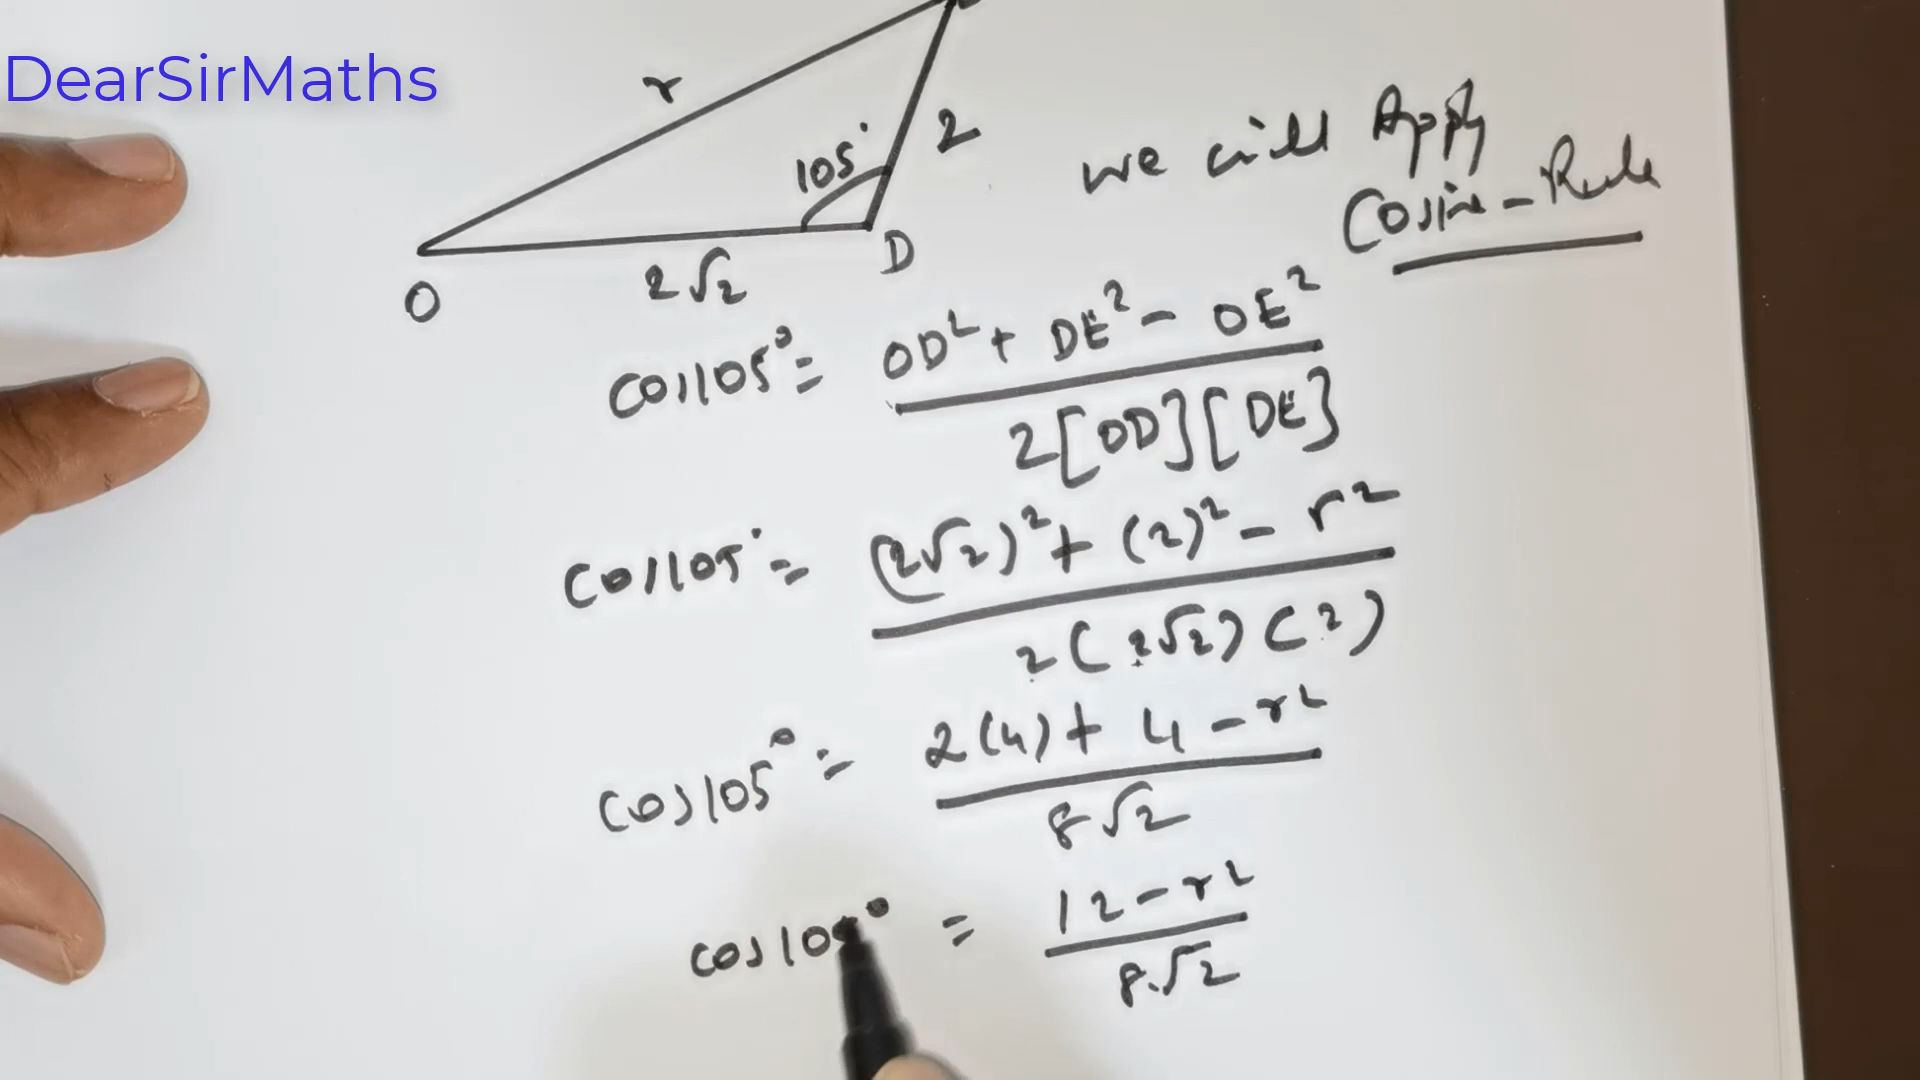 DearSirMaths
r
2
105°
O
2√2
D
we will Apply
Cosine-Rule
cos105° = OD² + DE² - OE²
2[OD][DE]
cos105° = (2√2)² + (2)² - r²
2(2√2)(2)
cos105° = 2(4) + 4 - r²
8√2
cos105° = 12 - r²
8.√2